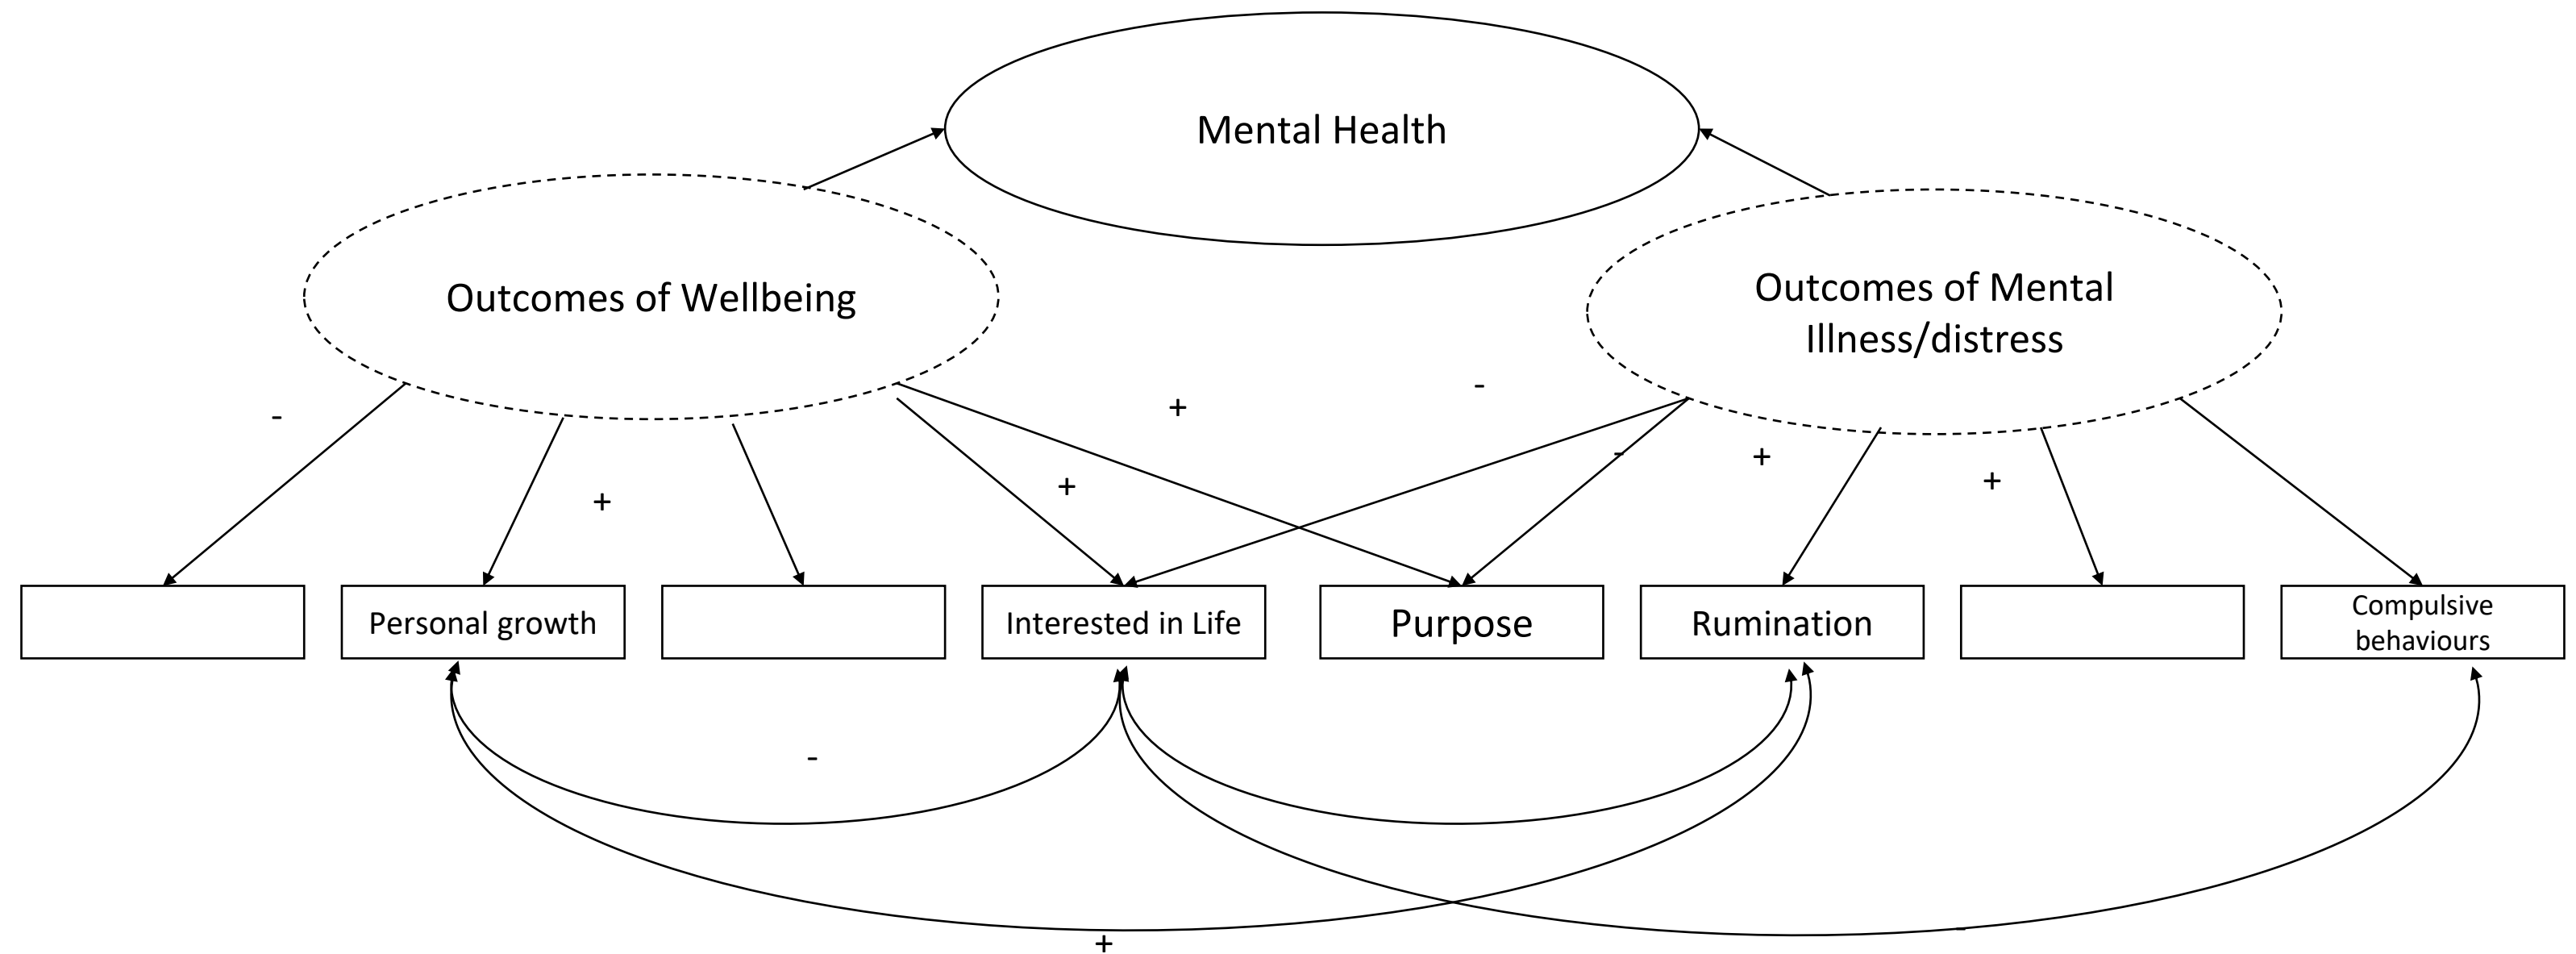 Mental Health
Outcomes of Wellbeing
Outcomes of Mental
Illness/distress
-
+
-
+
-
+
+
+
+
Personal growth
Interested in Life
Purpose
Rumination
Compulsive
behaviours
-
-
+